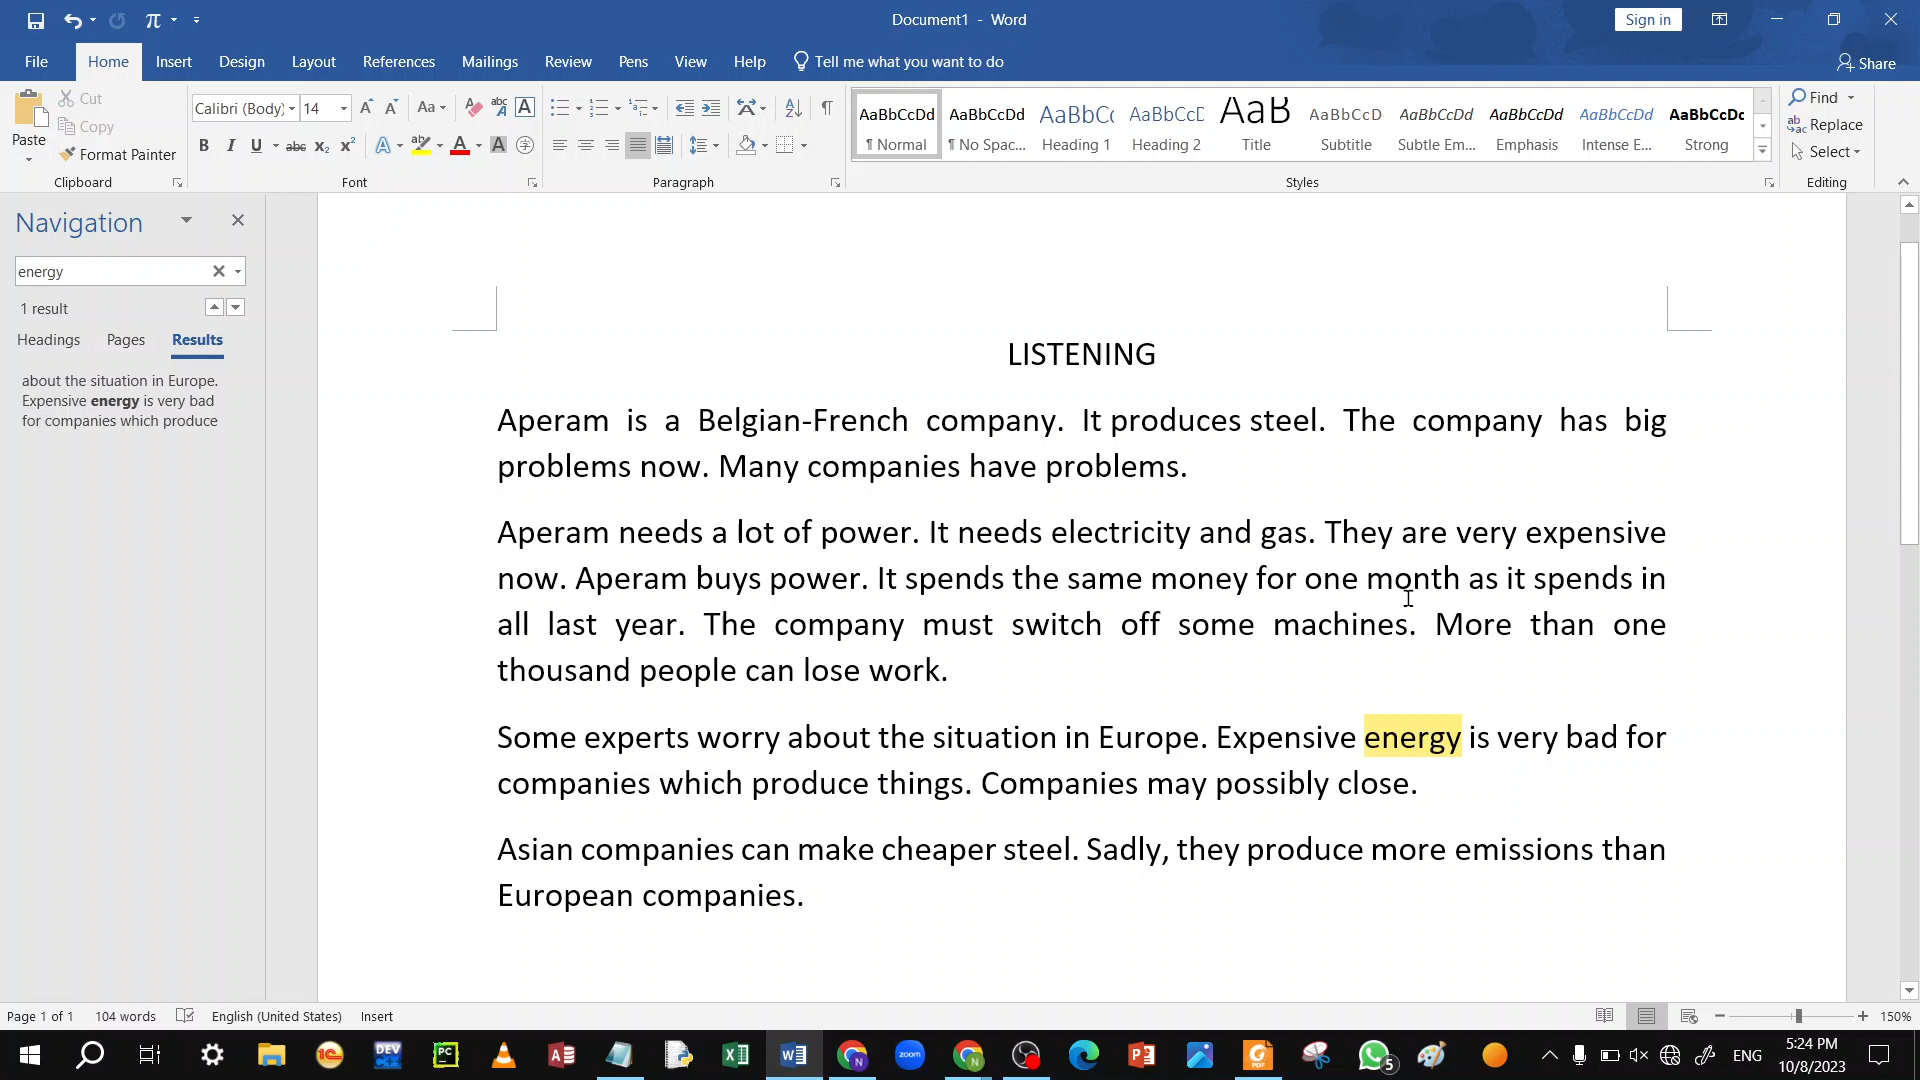 Document1 - Word
Sign in
File Home Insert Design Layout References Mailings Review Pens View Help Tell me what you want to do
Share
Paste
Cut
Copy
Format Painter
Clipboard
Calibri (Body) 14
Font
Paragraph
AaBbCcDd AaBbCcDd AaBbC AaBbCcD AaB AaBbCcD AaBbCcDd AaBbCcDd AaBbCcDd AaBbCcDc
¶ Normal ¶ No Spac... Heading 1 Heading 2 Title Subtitle Subtle Em... Emphasis Intense E... Strong
Styles
Find
Replace
Select
Editing
Navigation
energy
1 result
Headings Pages Results
about the situation in Europe.
Expensive energy is very bad
for companies which produce
LISTENING
Aperam is a Belgian-French company. It produces steel. The company has big
problems now. Many companies have problems.
Aperam needs a lot of power. It needs electricity and gas. They are very expensive
now. Aperam buys power. It spends the same money for one month as it spends in
all last year. The company must switch off some machines. More than one
thousand people can lose work.
Some experts worry about the situation in Europe. Expensive energy is very bad for
companies which produce things. Companies may possibly close.
Asian companies can make cheaper steel. Sadly, they produce more emissions than
European companies.
Page 1 of 1 104 words English (United States) Insert
150%
ENG
5:24 PM
10/8/2023